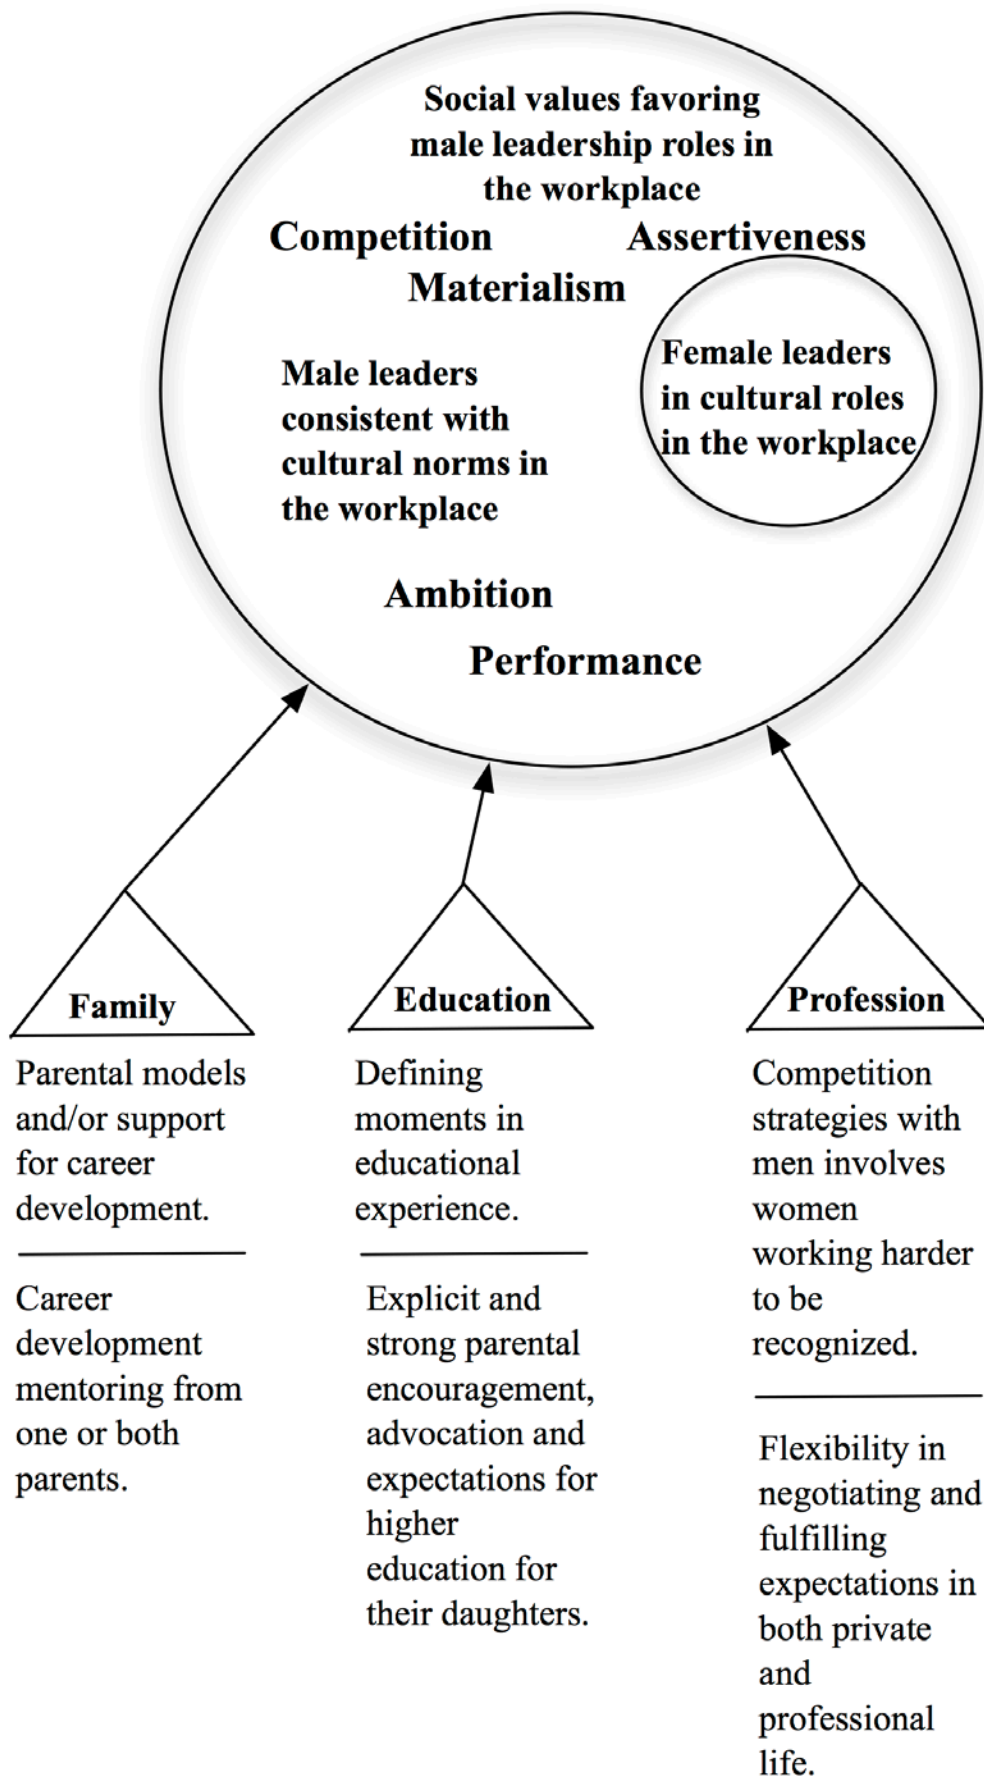 Social values favoring
male leadership roles in
the workplace
Competition
Assertiveness
Materialism
Male leaders
consistent with
cultural norms in
the workplace
Female leaders
in cultural roles
in the workplace
Ambition
Performance
Family
Parental models
and/or support
for career
development.
Career
development
mentoring from
one or both
parents.
Education
Defining
moments in
educational
experience.
Explicit and
strong parental
encouragement,
advocation and
expectations for
higher
education for
their daughters.
Profession
Competition
strategies with
men involves
women
working harder
to be
recognized.
Flexibility in
negotiating and
fulfilling
expectations in
both private
and
professional
life.